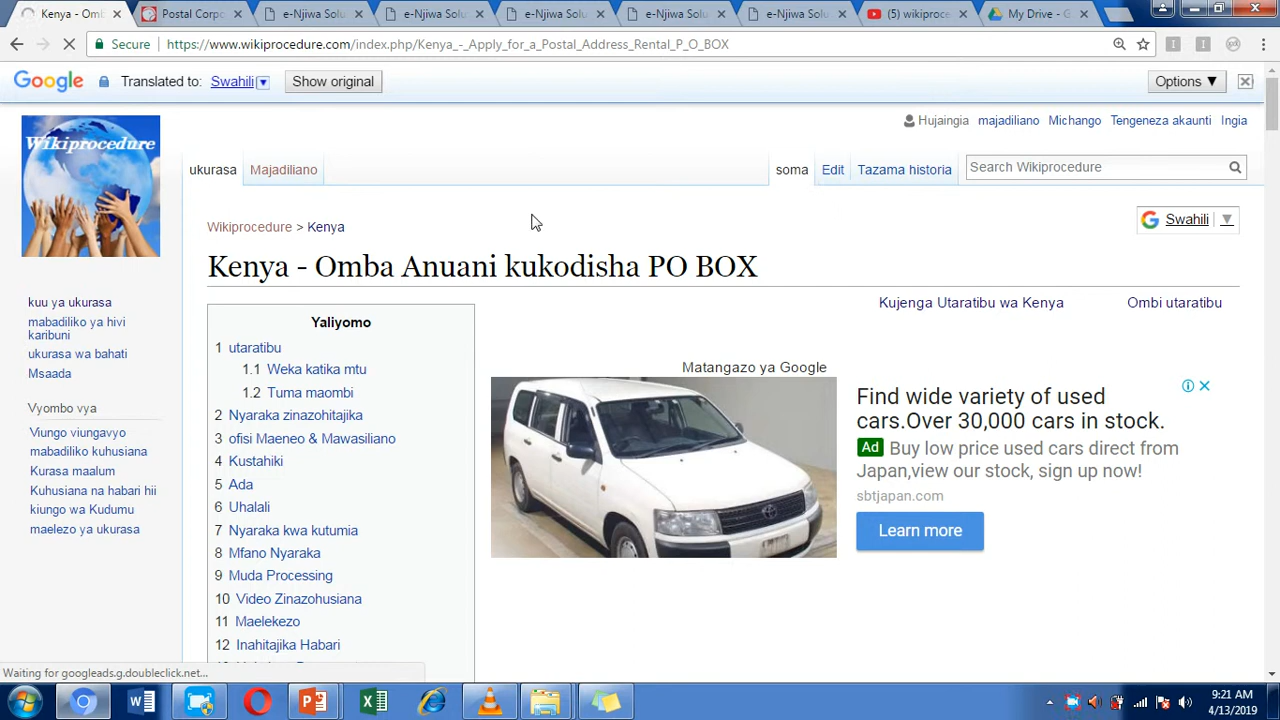 Kenya - Omb
Postal Corpo
e-Njiwa Solu
e-Njiwa Solu
e-Njiwa Solu
e-Njiwa Solu
e-Njiwa Solu
(5) wikiproce
My Drive - G
Secure
https://www.wikiprocedure.com/index.php/Kenya_-_Apply_for_a_Postal_Address_Rental_P_O_BOX
Google
Translated to: Swahili
Show original
Options ▼
Wikiprocedure
Hujaingia majadiliano Michango Tengeneza akaunti Ingia
ukurasa Majadiliano
soma Edit Tazama historia
Search Wikiprocedure
Wikiprocedure > Kenya
Swahili ▼
Kenya - Omba Anuani kukodisha PO BOX
Kujenga Utaratibu wa Kenya Ombi utaratibu
kuu ya ukurasa
mabadiliko ya hivi
karibuni
ukurasa wa bahati
Msaada
Vyombo vya
Viungo viungavyo
mabadiliko kuhusiana
Kurasa maalum
Kuhusiana na habari hii
kiungo wa Kudumu
maelezo ya ukurasa
Yaliyomo
1 utaratibu
1.1 Weka katika mtu
1.2 Tuma maombi
2 Nyaraka zinazohitajika
3 ofisi Maeneo & Mawasiliano
4 Kustahiki
5 Ada
6 Uhalali
7 Nyaraka kwa kutumia
8 Mfano Nyaraka
9 Muda Processing
10 Video Zinazohusiana
11 Maelekezo
12 Inahitajika Habari
Matangazo ya Google
Find wide variety of used
cars.Over 30,000 cars in stock.
Ad Buy low price used cars direct from
Japan,view our stock, sign up now!
sbtjapan.com
Learn more
Waiting for googleads.g.doubleclick.net...
9:21 AM
4/13/2019